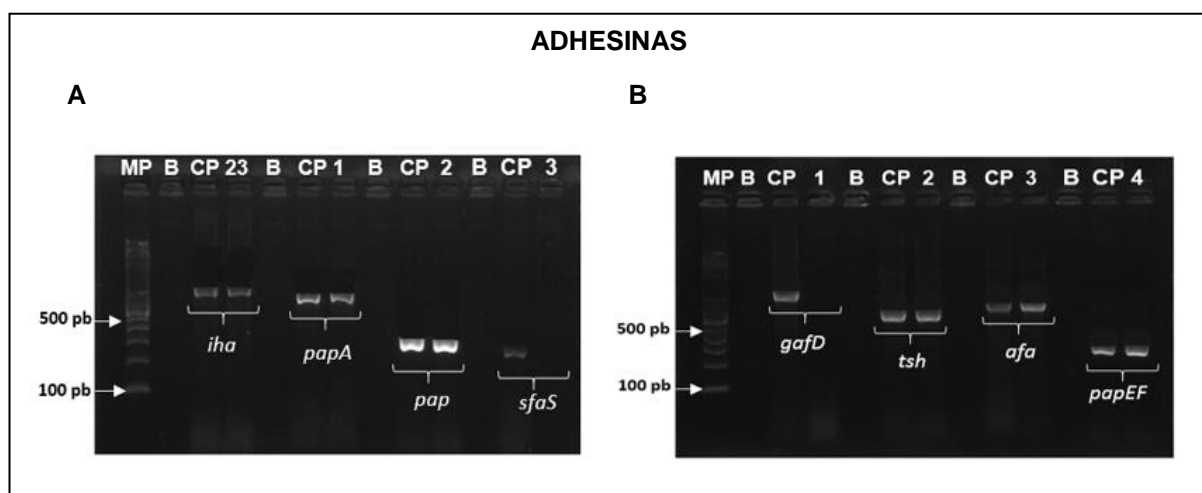 ADHESINAS
A
MP B CP 23 B CP 1 B CP 2 B CP 3
500 pb
100 pb
iha
papA
pap
sfaS
B
MP B CP 1 B CP 2 B CP 3 B CP 4
500 pb
100 pb
gafD
tsh
afa
papEF